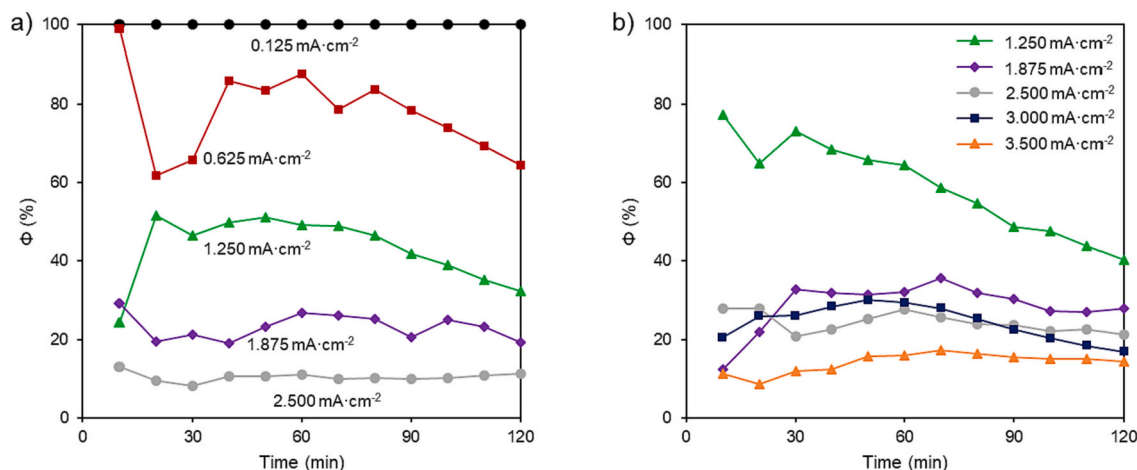 a)
Φ (%)
100
80
60
40
20
0
0.125 mA·cm-2
0.625 mA·cm-2
1.250 mA·cm-2
1.875 mA·cm-2
2.500 mA·cm-2
0 30 60 90 120
Time (min)
b)
Φ (%)
100
80
60
40
20
0
1.250 mA·cm-2
1.875 mA·cm-2
2.500 mA·cm-2
3.000 mA·cm-2
3.500 mA·cm-2
0 30 60 90 120
Time (min)